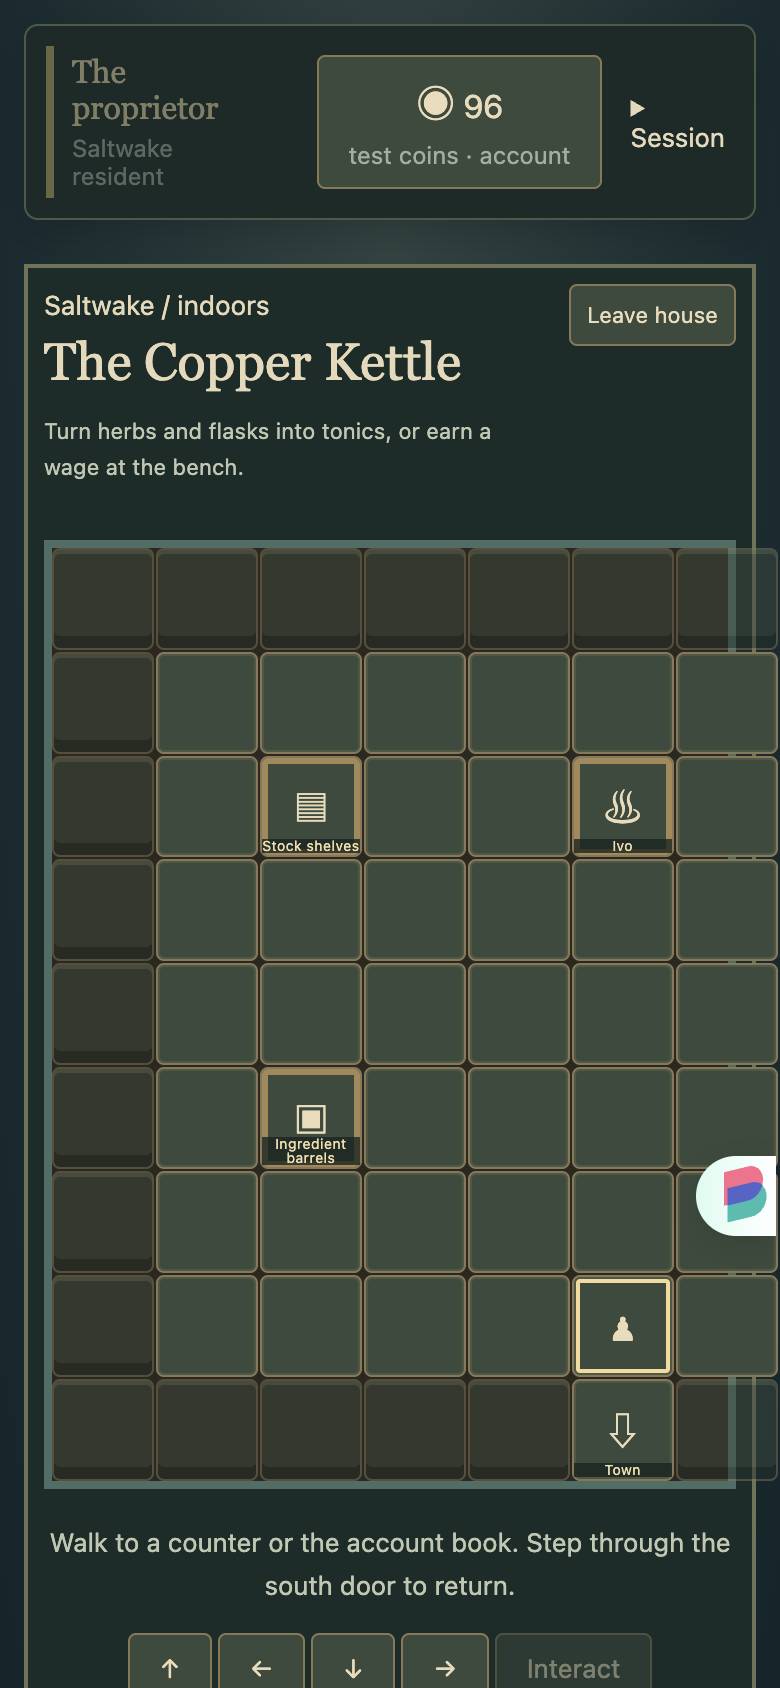 The
proprietor
Saltwake
resident
96
test coins · account
▶
Session
Saltwake / indoors
Leave house
The Copper Kettle
Turn herbs and flasks into tonics, or earn a
wage at the bench.
Stock shelves
Ivo
Ingredient
barrels
Town
Walk to a counter or the account book. Step through the
south door to return.
↑ ← ↓ → Interact